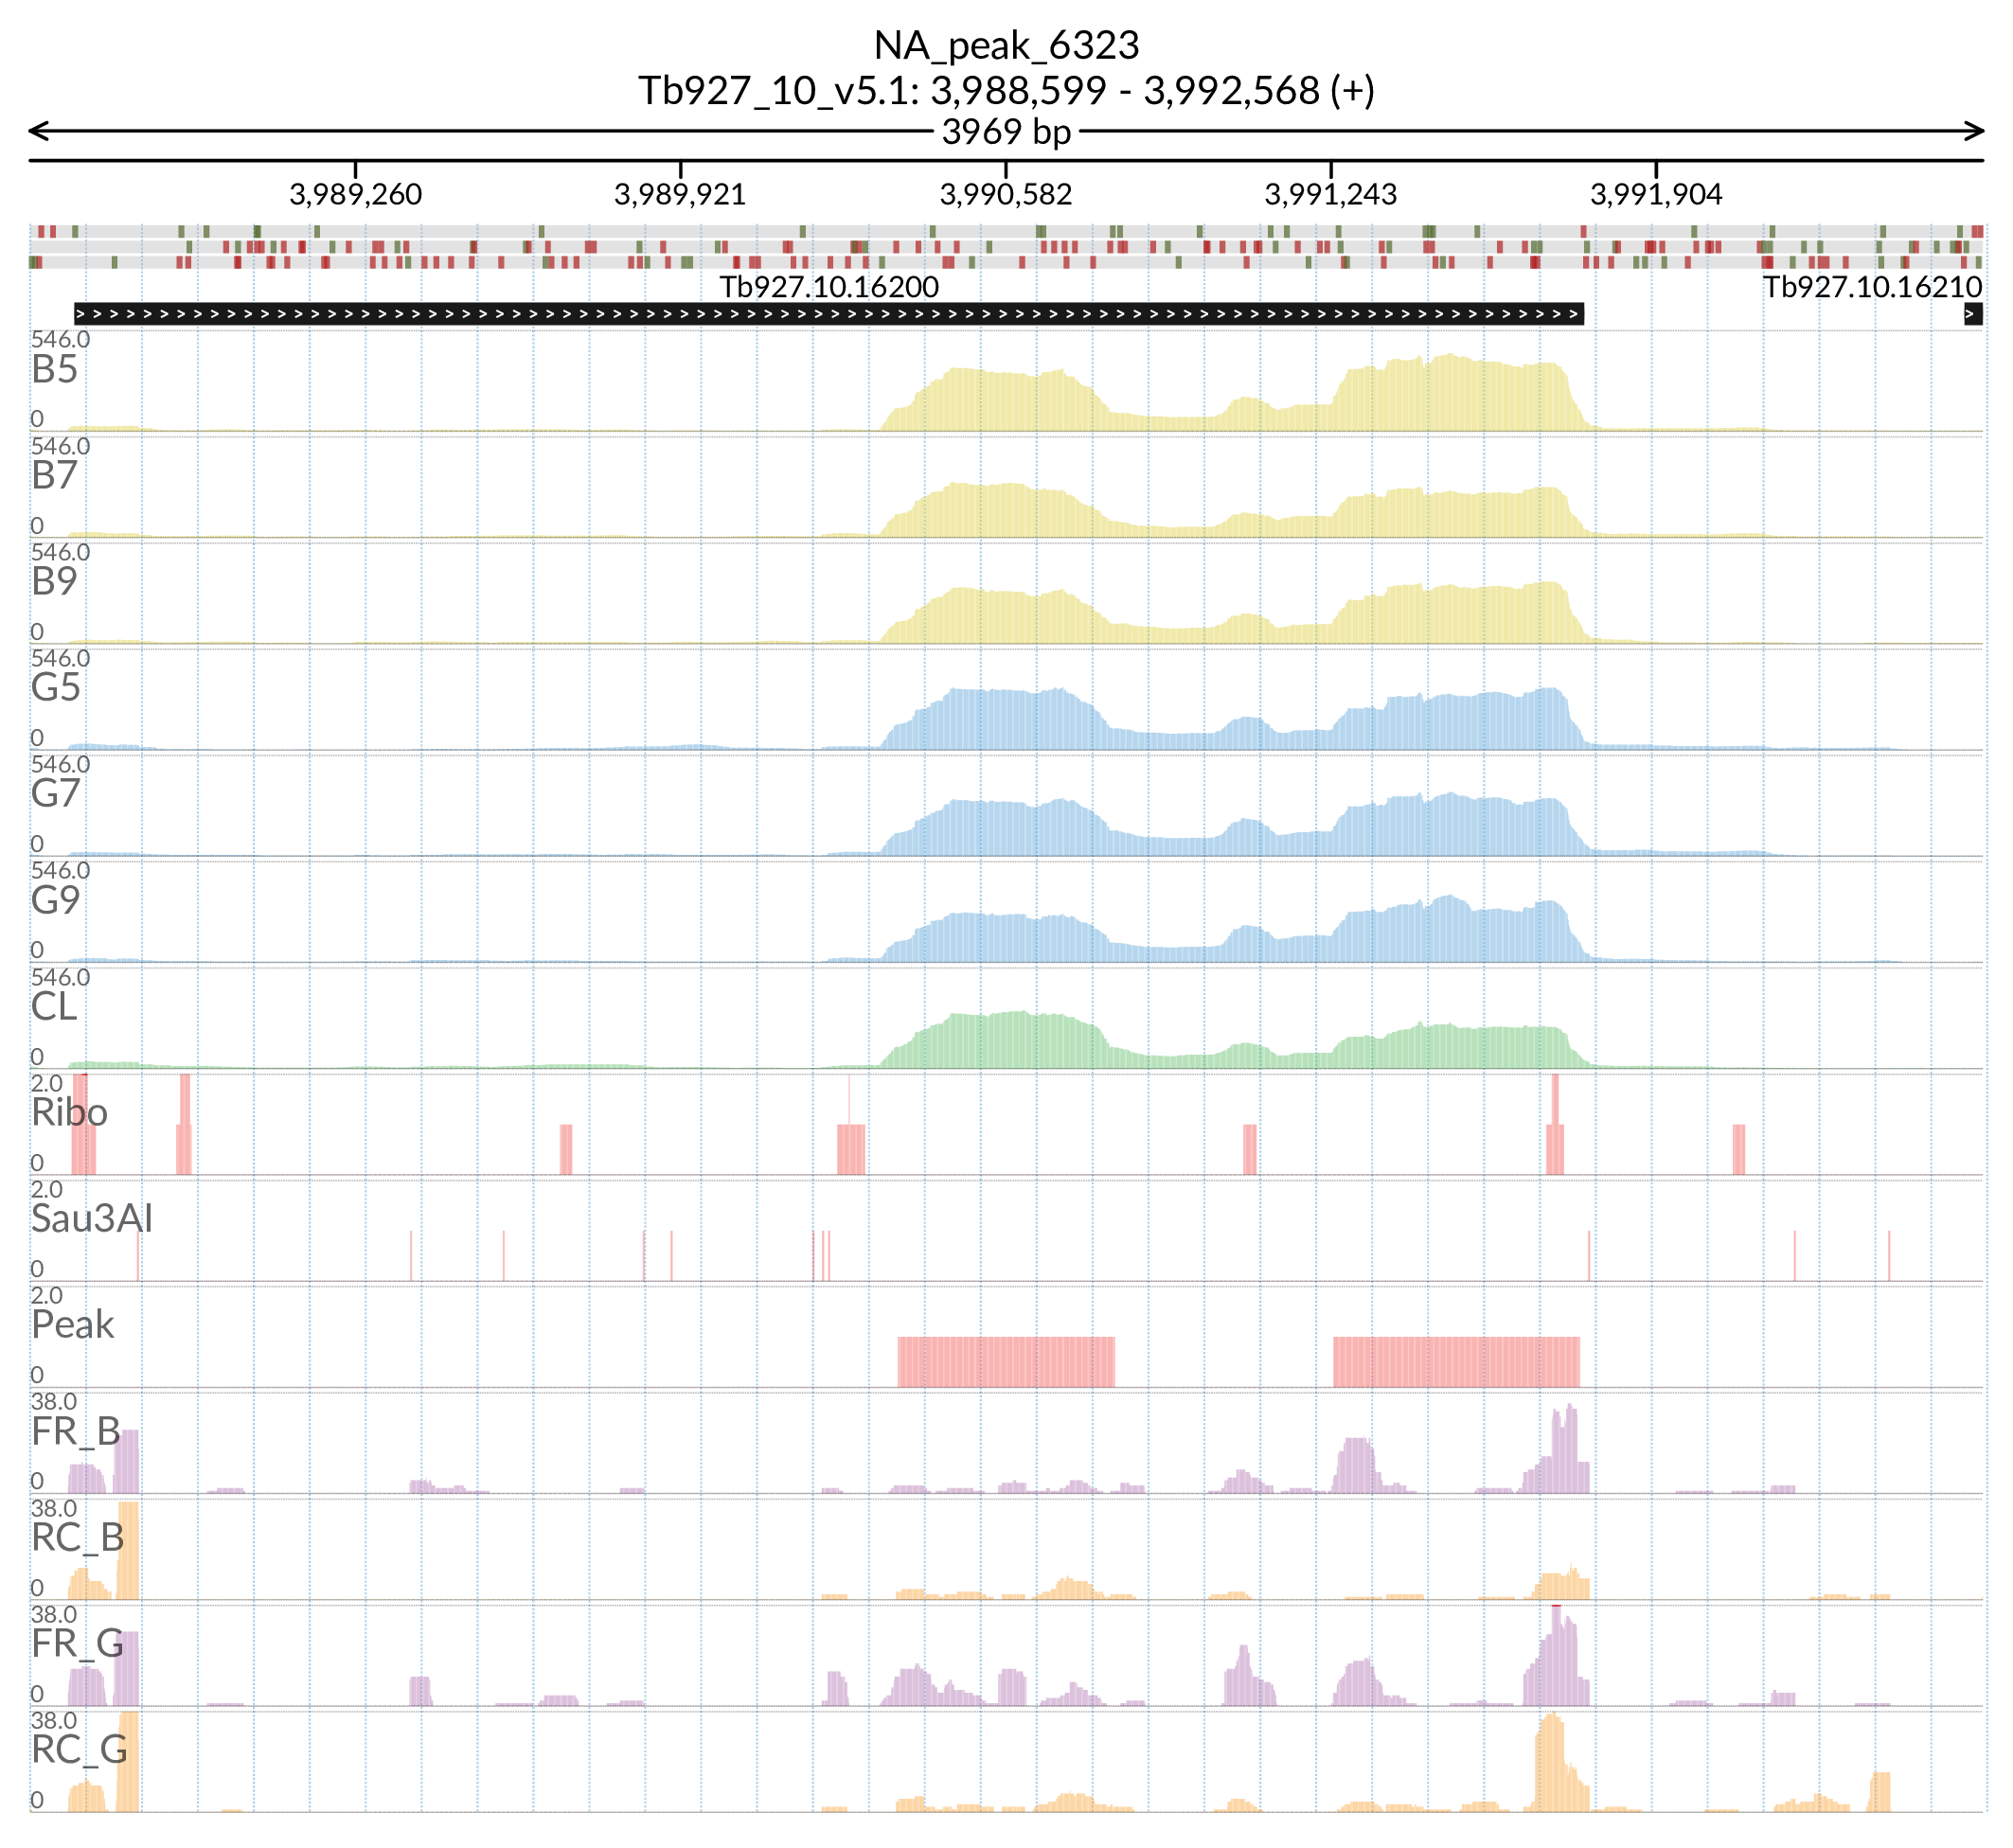 NA_peak_6323
Tb927_10_v5.1: 3,988,599 - 3,992,568 (+)
3969 bp
3,989,260 3,989,921 3,990,582 3,991,243 3,991,904
Tb927.10.16200 Tb927.10.16210
546.0
B5
0
546.0
B7
0
546.0
B9
0
546.0
G5
0
546.0
G7
0
546.0
G9
0
546.0
CL
0
2.0
Ribo
0
2.0
Sau3AI
0
2.0
Peak
0
38.0
FR_B
0
38.0
RC_B
0
38.0
FR_G
0
38.0
RC_G
0